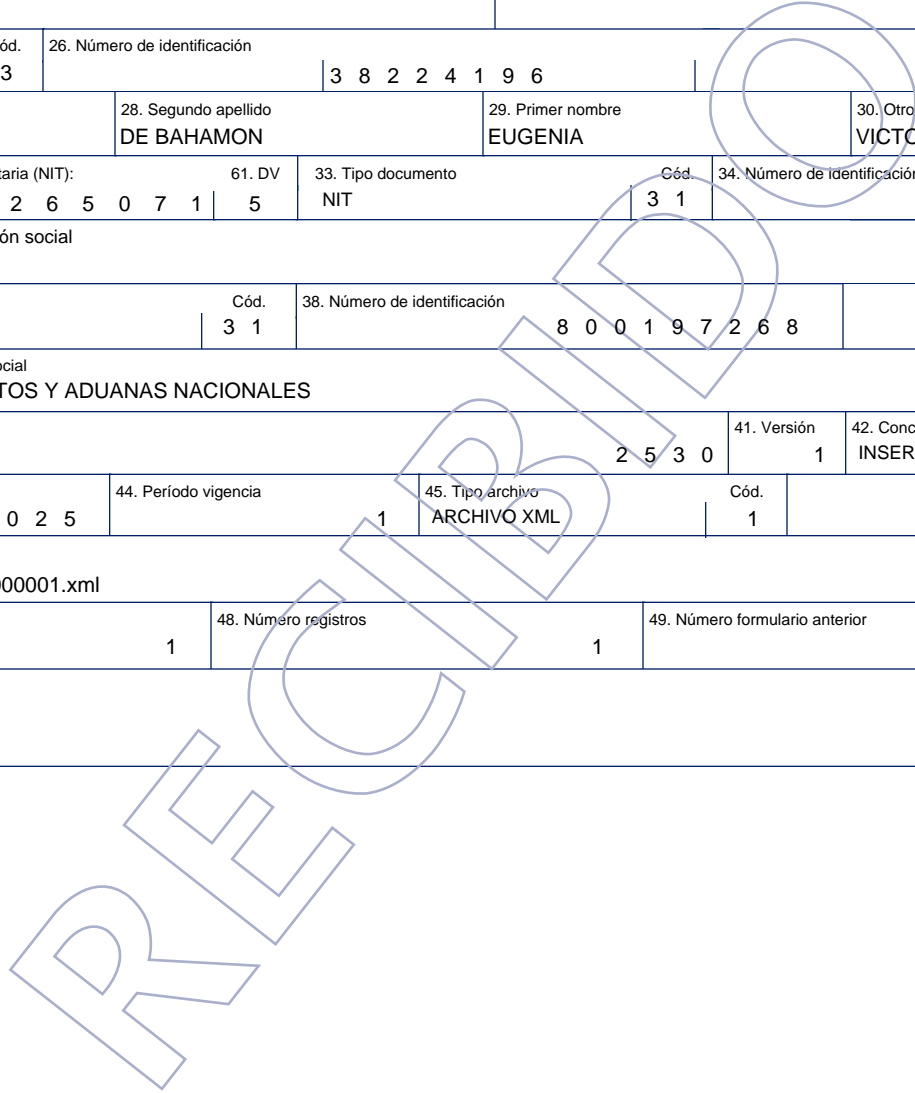 ód. 26. Número de identificación
3 3 8 2 2 4 1 9 6
28. Segundo apellido 29. Primer nombre 30. Otro
DE BAHAMON EUGENIA VICTO
taria (NIT): 61. DV 33. Tipo documento Cód. 34. Número de identificación
2 6 5 0 7 1 5 NIT 3 1
ón social
Cód. 38. Número de identificación
3 1 8 0 0 1 9 7 2 6 8
ocial
TOS Y ADUANAS NACIONALES
41. Versión 42. Conc
2 5 3 0 1 INSER
44. Período vigencia 45. Tipo archivo Cód.
0 2 5 1 ARCHIVO XML 1
000001.xml
48. Número registros 49. Número formulario anterior
1 1
RECIBIDO